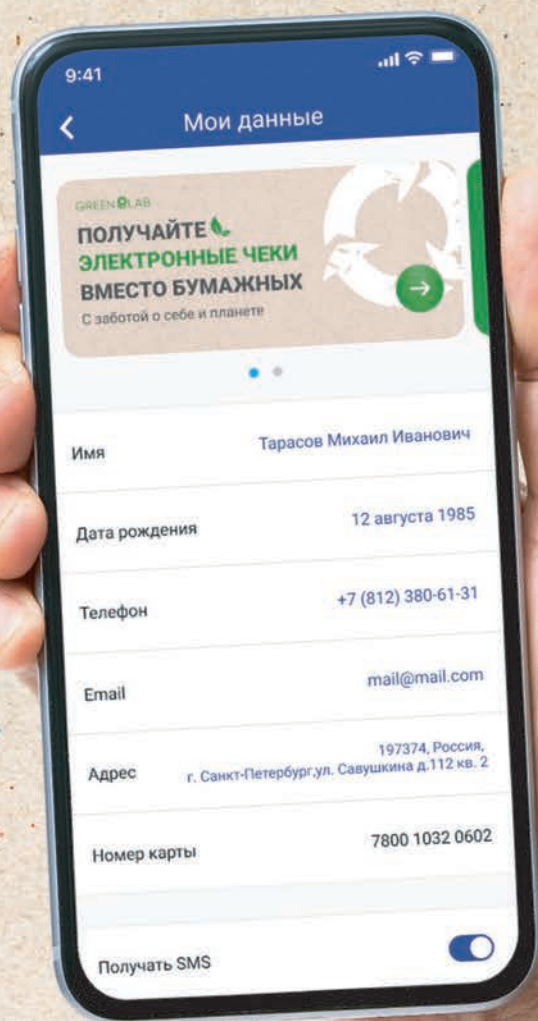 9:41
Мои данные
GREEN LAB
ПОЛУЧАЙТЕ
ЭЛЕКТРОННЫЕ ЧЕКИ
ВМЕСТО БУМАЖНЫХ
С заботой о себе и планете
Имя Тарасов Михаил Иванович
Дата рождения 12 августа 1985
Телефон +7 (812) 380-61-31
Email mail@mail.com
Адрес 197374, Россия,
г. Санкт-Петербург,ул. Савушкина д.112 кв. 2
Номер карты 7800 1032 0602
Получать SMS